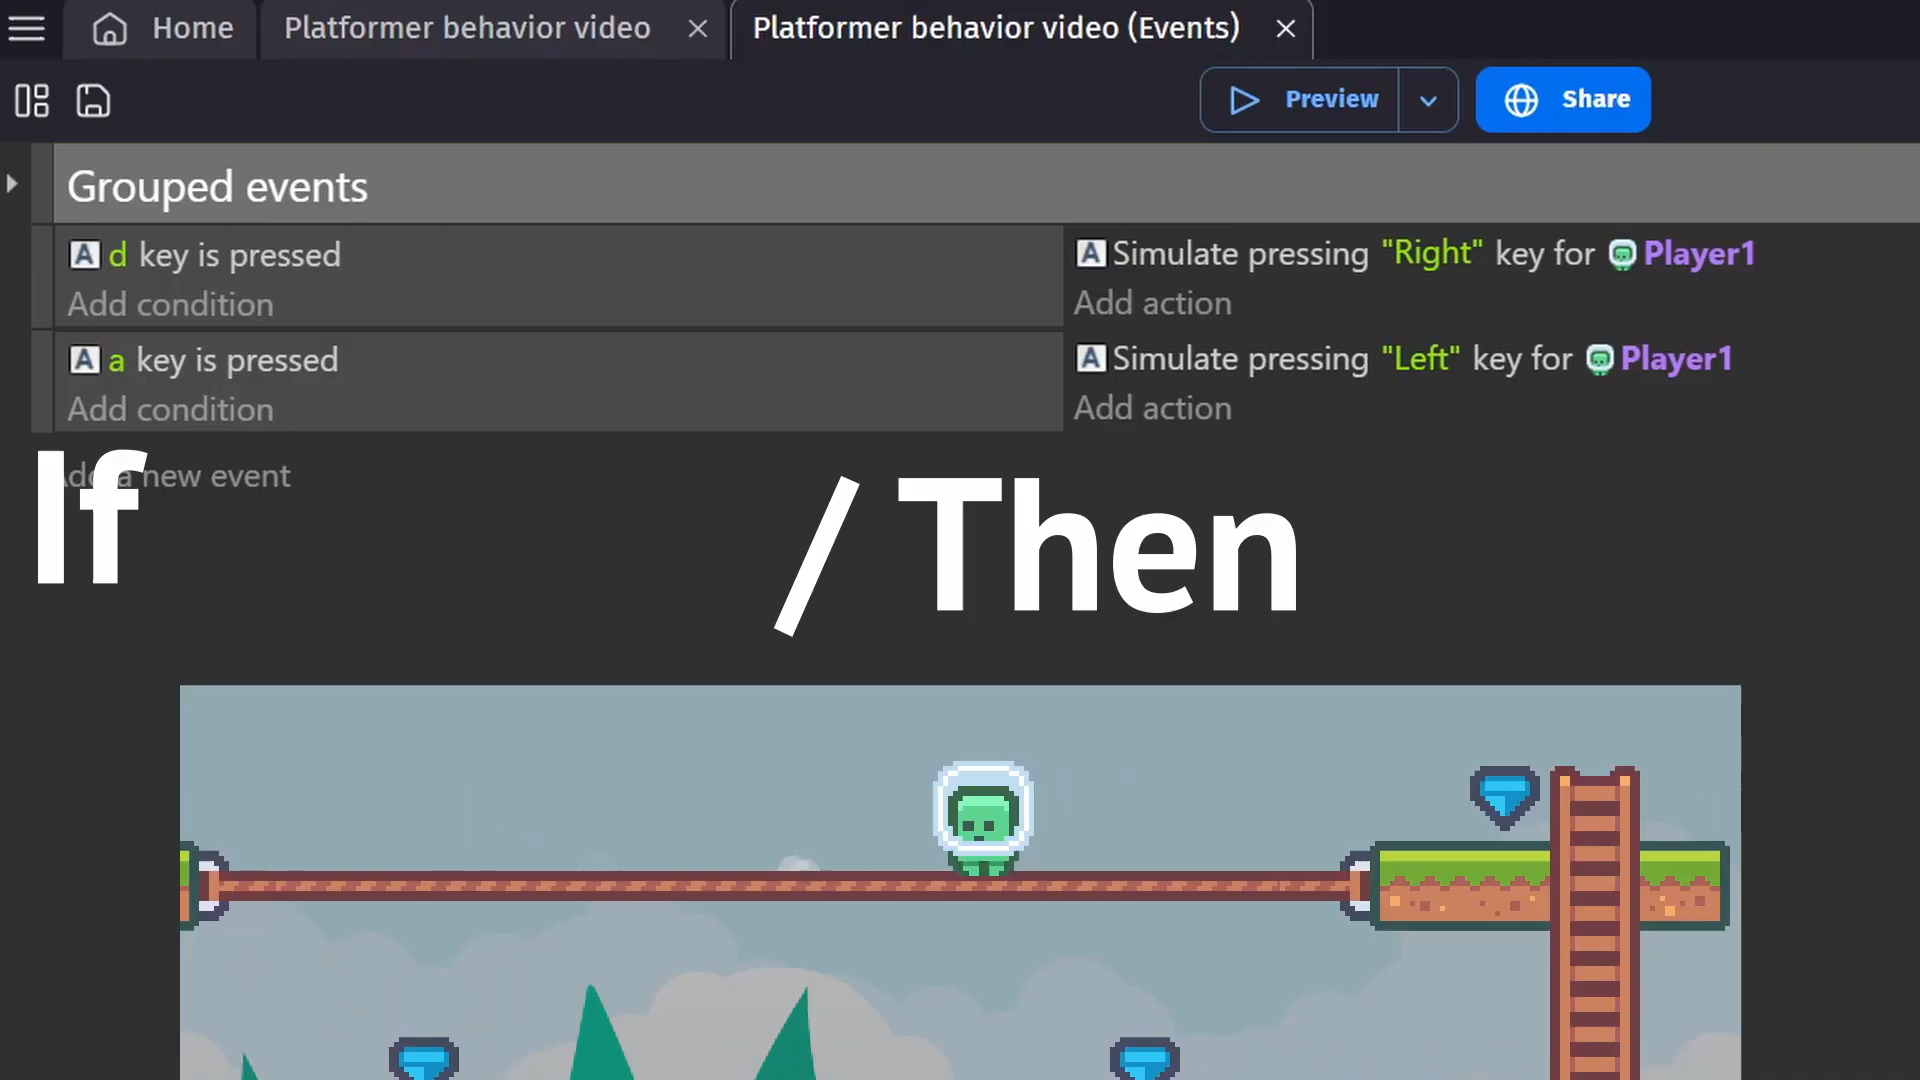 Home
Platformer behavior video
Platformer behavior video (Events)
Preview
Share
Grouped events
A d key is pressed
A Simulate pressing "Right" key for Player1
Add condition
Add action
A a key is pressed
A Simulate pressing "Left" key for Player1
Add condition
Add action
Add a new event
If
/ Then